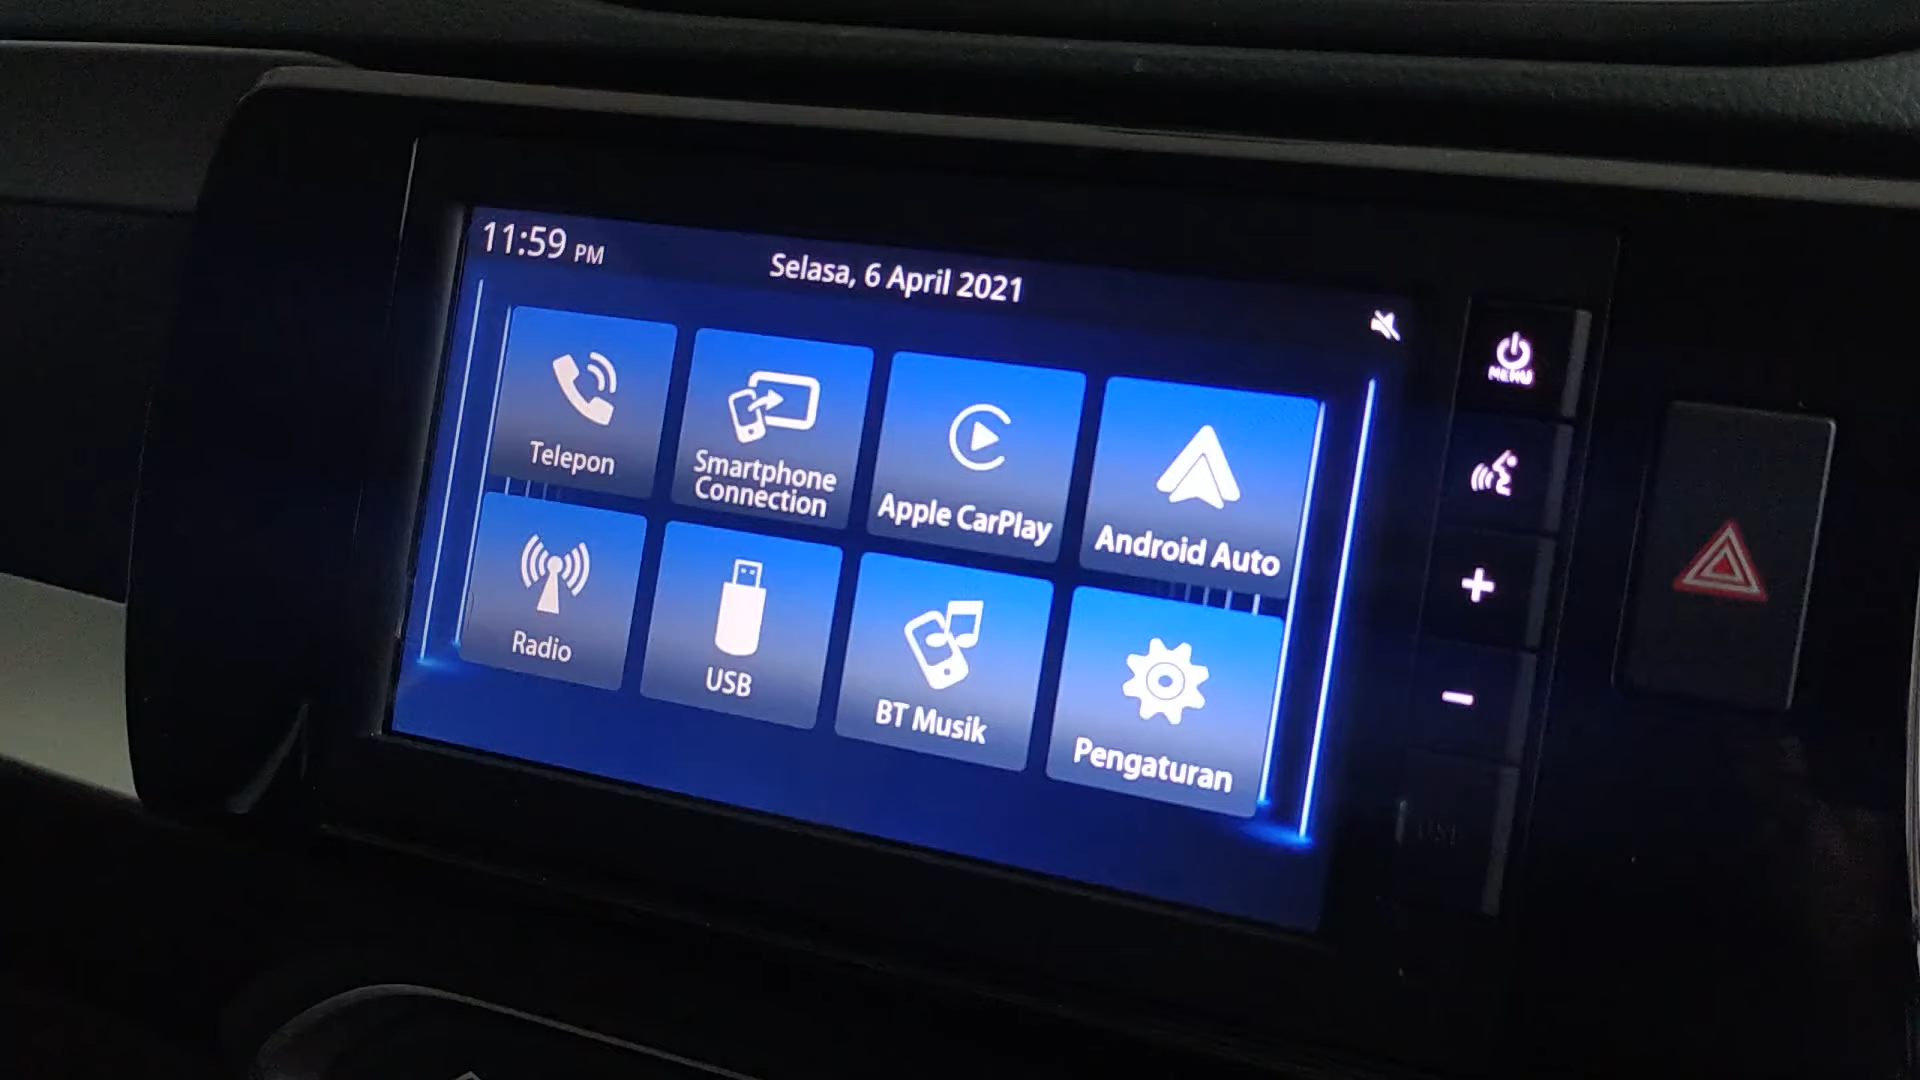 11:59 PM
Selasa, 6 April 2021
Telepon
Smartphone
Connection
Apple CarPlay
Android Auto
Radio
USB
BT Musik
Pengaturan
MENU
+
-